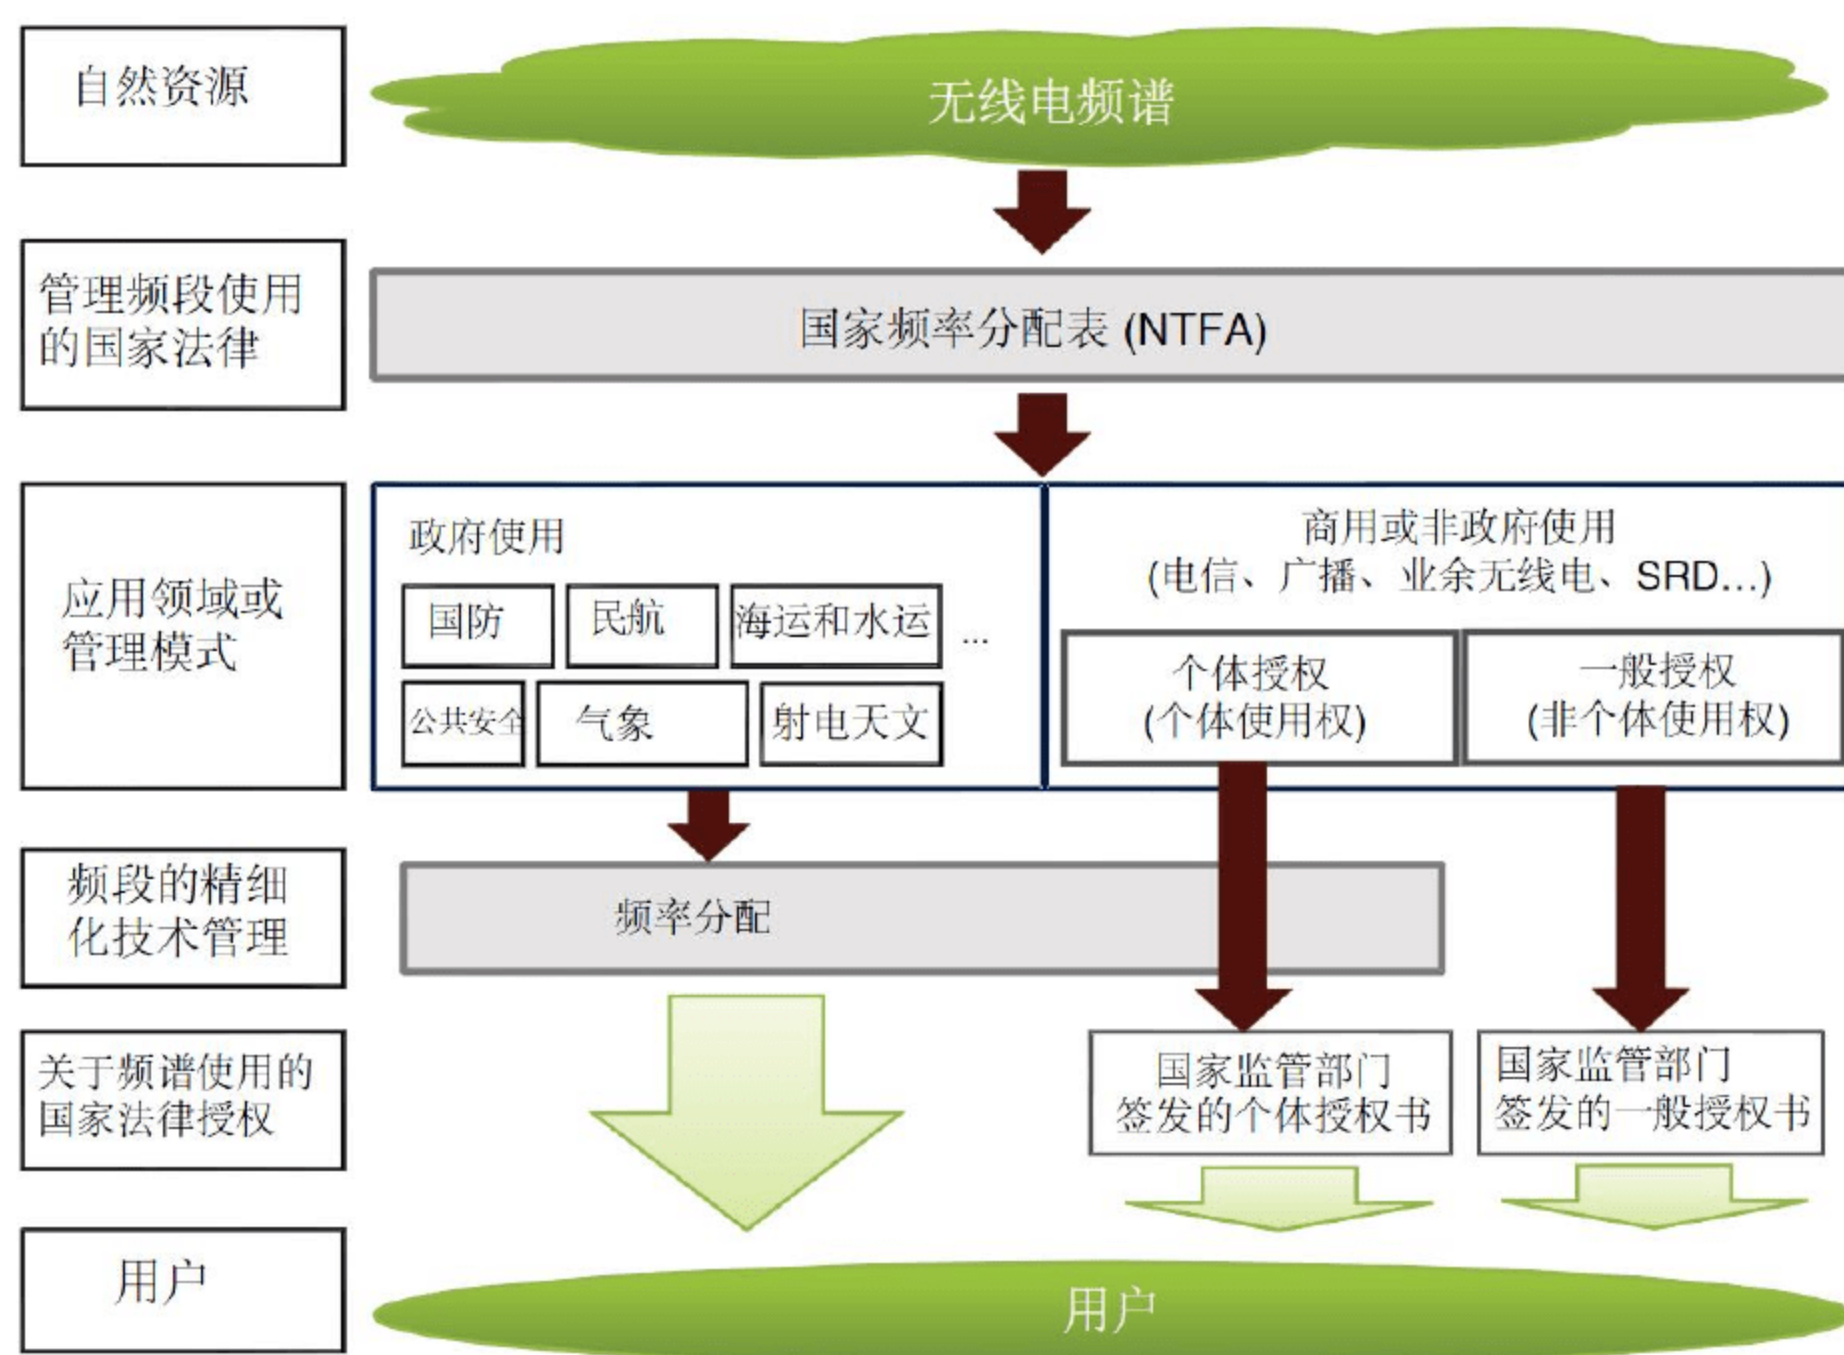 自然资源
无线电频谱
管理频段使用
的国家法律
国家频率分配表 (NTFA)
应用领域或
管理模式
政府使用
国防
民航
海运和水运
...
公共安全
气象
射电天文
商用或非政府使用
(电信、广播、业余无线电、SRD...)
个体授权
(个体使用权)
一般授权
(非个体使用权)
频段的精细
化技术管理
频率分配
关于频谱使用的
国家法律授权
国家监管部门
签发的个体授权书
国家监管部门
签发的一般授权书
用户
用户